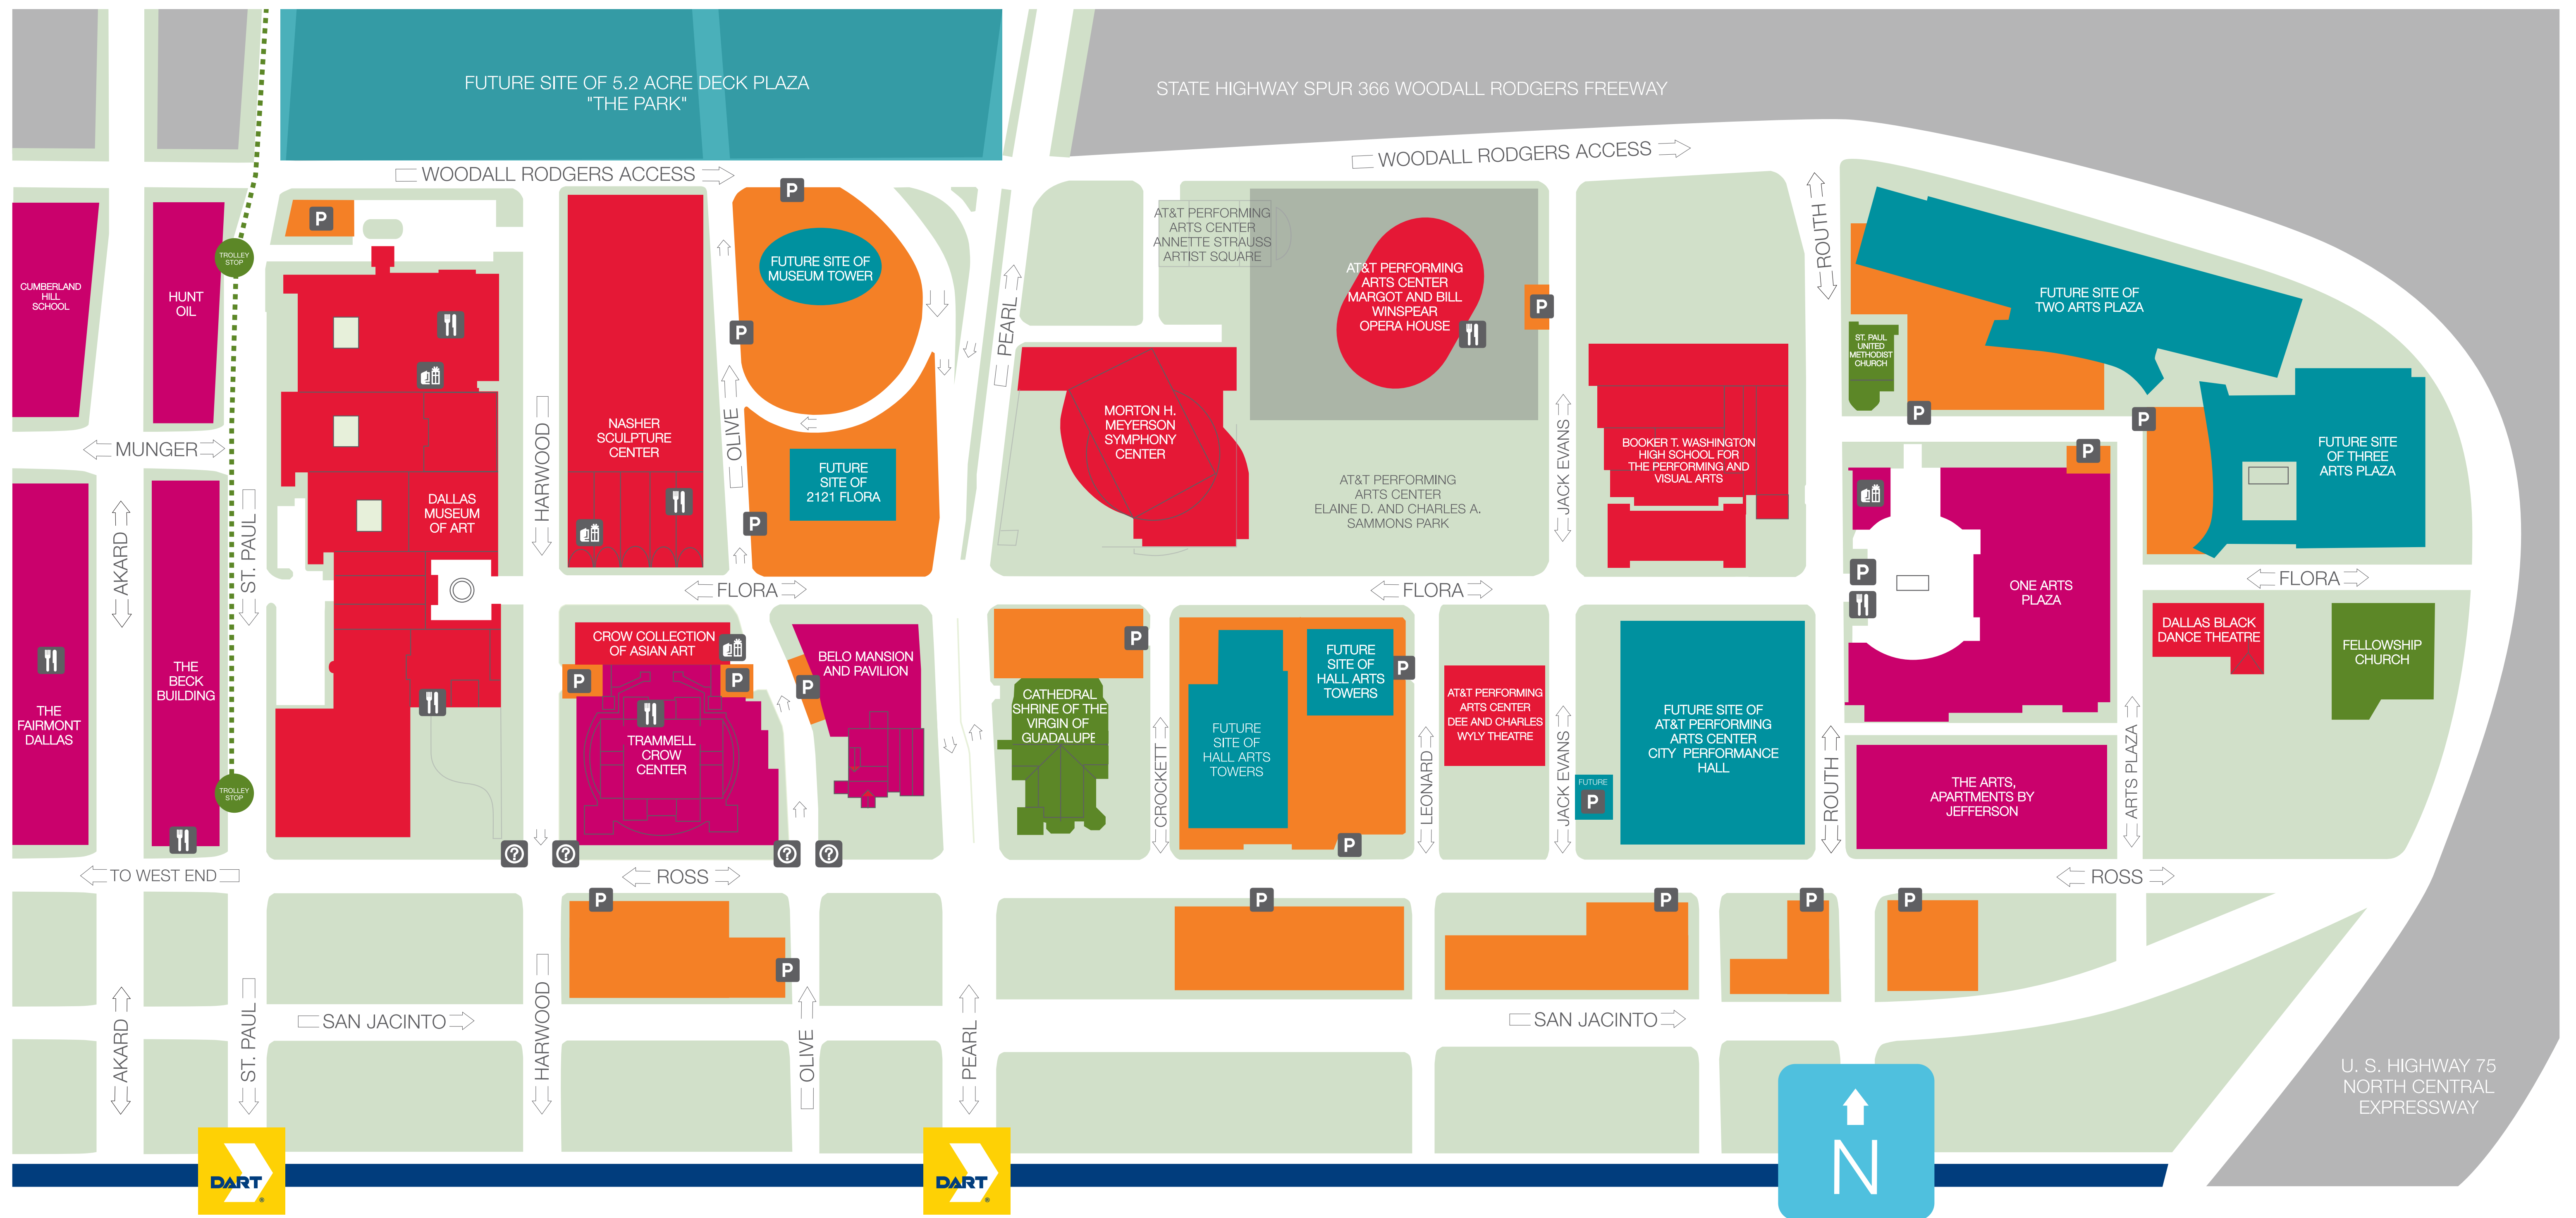 FUTURE SITE OF 5.2 ACRE DECK PLAZA
"THE PARK"
STATE HIGHWAY SPUR 366 WOODALL RODGERS FREEWAY
WOODALL RODGERS ACCESS
WOODALL RODGERS ACCESS
P
P
CUMBERLAND
HILL
SCHOOL
HUNT
OIL
TROLLEY
STOP
FUTURE SITE OF
MUSEUM TOWER
P
PEARL
AT&T PERFORMING
ARTS CENTER
ANNETTE STRAUSS
ARTIST SQUARE
AT&T PERFORMING
ARTS CENTER
MARGOT AND BILL
WINSPEAR
OPERA HOUSE
P
ROUTH
FUTURE SITE OF
TWO ARTS PLAZA
ST. PAUL
UNITED
METHODIST
CHURCH
P
P
MUNGER
DALLAS
MUSEUM
OF ART
HARWOOD
NASHER
SCULPTURE
CENTER
OLIVE
FUTURE
SITE OF
2121 FLORA
P
MORTON H.
MEYERSON
SYMPHONY
CENTER
AT&T PERFORMING
ARTS CENTER
ELAINE D. AND CHARLES A.
SAMMONS PARK
JACK EVANS
BOOKER T. WASHINGTON
HIGH SCHOOL FOR
THE PERFORMING AND
VISUAL ARTS
P
FUTURE SITE
OF THREE
ARTS PLAZA
AKARD
ST. PAUL
FLORA
FLORA
FLORA
P
ONE ARTS
PLAZA
THE
FAIRMONT
DALLAS
THE
BECK
BUILDING
TROLLEY
STOP
CROW COLLECTION
OF ASIAN ART
P
P
TRAMMELL
CROW
CENTER
BELO MANSION
AND PAVILION
P
P
CATHEDRAL
SHRINE OF THE
VIRGIN OF
GUADALUPE
CROCKETT
FUTURE
SITE OF
HALL ARTS
TOWERS
FUTURE
SITE OF
HALL ARTS
TOWERS
P
P
LEONARD
AT&T PERFORMING
ARTS CENTER
DEE AND CHARLES
WYLY THEATRE
JACK EVANS
FUTURE
P
FUTURE SITE OF
AT&T PERFORMING
ARTS CENTER
CITY PERFORMANCE
HALL
ROUTH
THE ARTS,
APARTMENTS BY
JEFFERSON
ARTS PLAZA
DALLAS BLACK
DANCE THEATRE
FELLOWSHIP
CHURCH
?
?
?
?
TO WEST END
ROSS
ROSS
P
P
P
P
P
P
AKARD
ST. PAUL
SAN JACINTO
HARWOOD
OLIVE
PEARL
SAN JACINTO
U. S. HIGHWAY 75
NORTH CENTRAL
EXPRESSWAY
DART
DART
N